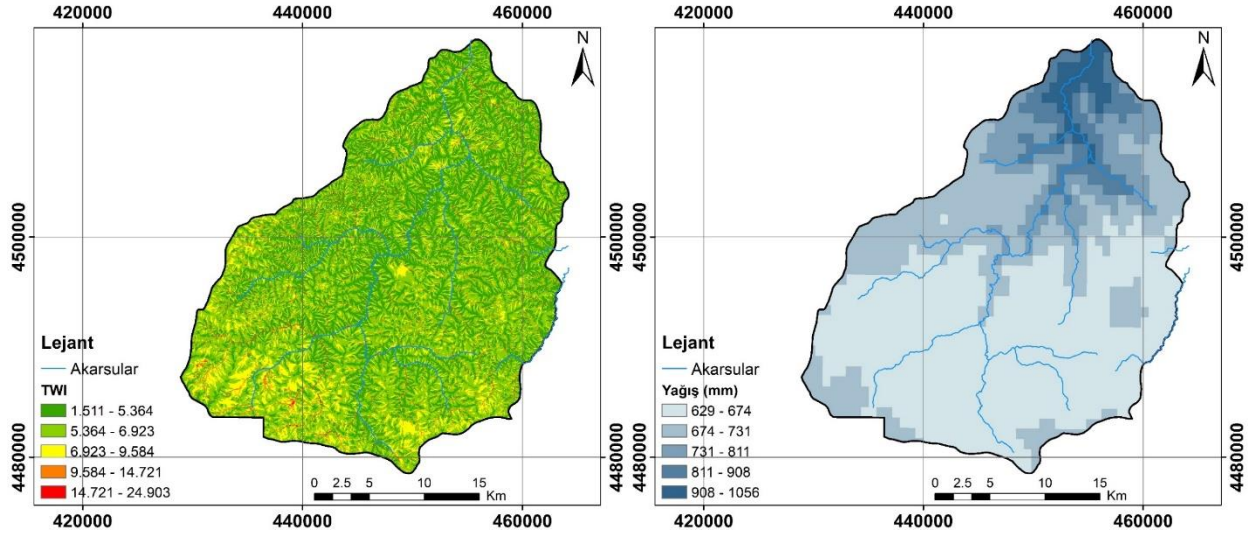 420000 440000 460000
N
4500000
4480000
4500000
4480000
Lejant
Akarsular
TWI
1.511 - 5.364
5.364 - 6.923
6.923 - 9.584
9.584 - 14.721
14.721 - 24.903
0 2.5 5 10 15
Km
420000 440000 460000
420000 440000 460000
N
4500000
4480000
Lejant
Akarsular
Yağış (mm)
629 - 674
674 - 731
731 - 811
811 - 908
908 - 1056
0 2.5 5 10 15
Km
420000 440000 460000